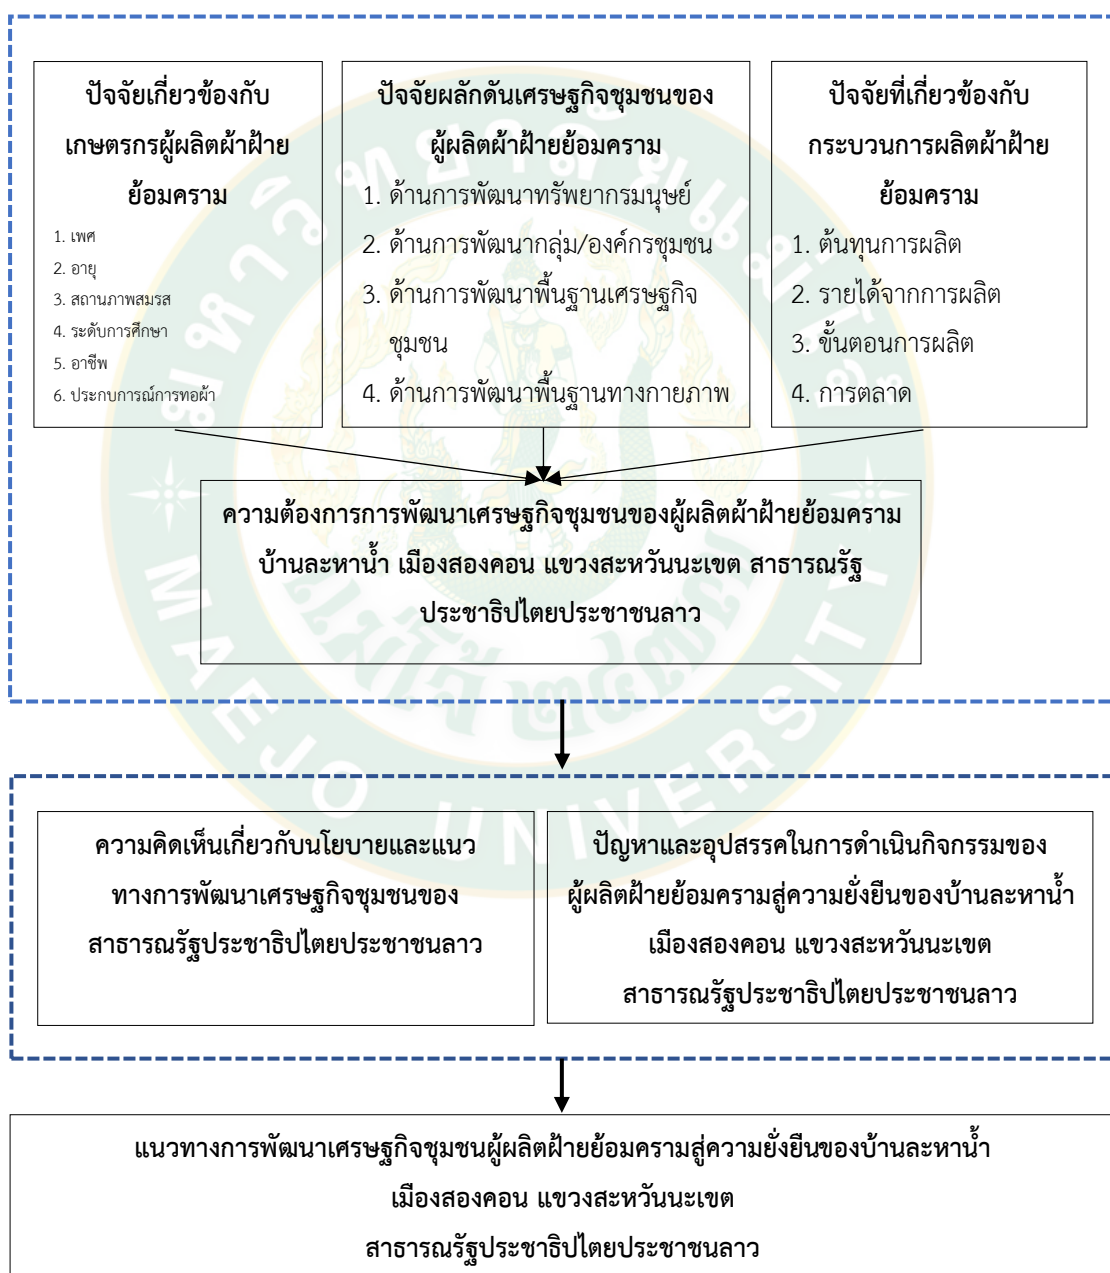 ปัจจัยเกี่ยวข้องกับ
เกษตรกรผู้ผลิตผ้าฝ้าย
ย้อมคราม
1. เพศ
2. อายุ
3. สถานภาพสมรส
4. ระดับการศึกษา
5. อาชีพ
6. ประกบการณ์การทอผ้า
ปัจจัยผลักดันเศรษฐกิจชุมชนของ
ผู้ผลิตผ้าฝ้ายย้อมคราม
1. ด้านการพัฒนาทรัพยากรมนุษย์
2. ด้านการพัฒนากลุ่ม/องค์กรชุมชน
3. ด้านการพัฒนาพื้นฐานเศรษฐกิจ
ชุมชน
4. ด้านการพัฒนาพื้นฐานทางกายภาพ
ปัจจัยที่เกี่ยวข้องกับ
กระบวนการผลิตผ้าฝ้าย
ย้อมคราม
1. ต้นทุนการผลิต
2. รายได้จากการผลิต
3. ขั้นตอนการผลิต
4. การตลาด
ความต้องการการพัฒนาเศรษฐกิจชุมชนของผู้ผลิตผ้าฝ้ายย้อมคราม
บ้านละหาน้ำ เมืองสองคอน แขวงสะหวันนะเขต สาธารณรัฐ
ประชาธิปไตยประชาชนลาว
ความคิดเห็นเกี่ยวกับนโยบายและแนว
ทางการพัฒนาเศรษฐกิจชุมชนของ
สาธารณรัฐประชาธิปไตยประชาชนลาว
ปัญหาและอุปสรรคในการดำเนินกิจกรรมของ
ผู้ผลิตฝ้ายย้อมครามสู่ความยั่งยืนของบ้านละหาน้ำ
เมืองสองคอน แขวงสะหวันนะเขต
สาธารณรัฐประชาธิปไตยประชาชนลาว
แนวทางการพัฒนาเศรษฐกิจชุมชนผู้ผลิตฝ้ายย้อมครามสู่ความยั่งยืนของบ้านละหาน้ำ
เมืองสองคอน แขวงสะหวันนะเขต
สาธารณรัฐประชาธิปไตยประชาชนลาว
มหาวิทยาลัยแม่โจ้
แม่โจ้ ๒๔๗๗
MAEJO UNIVERSITY